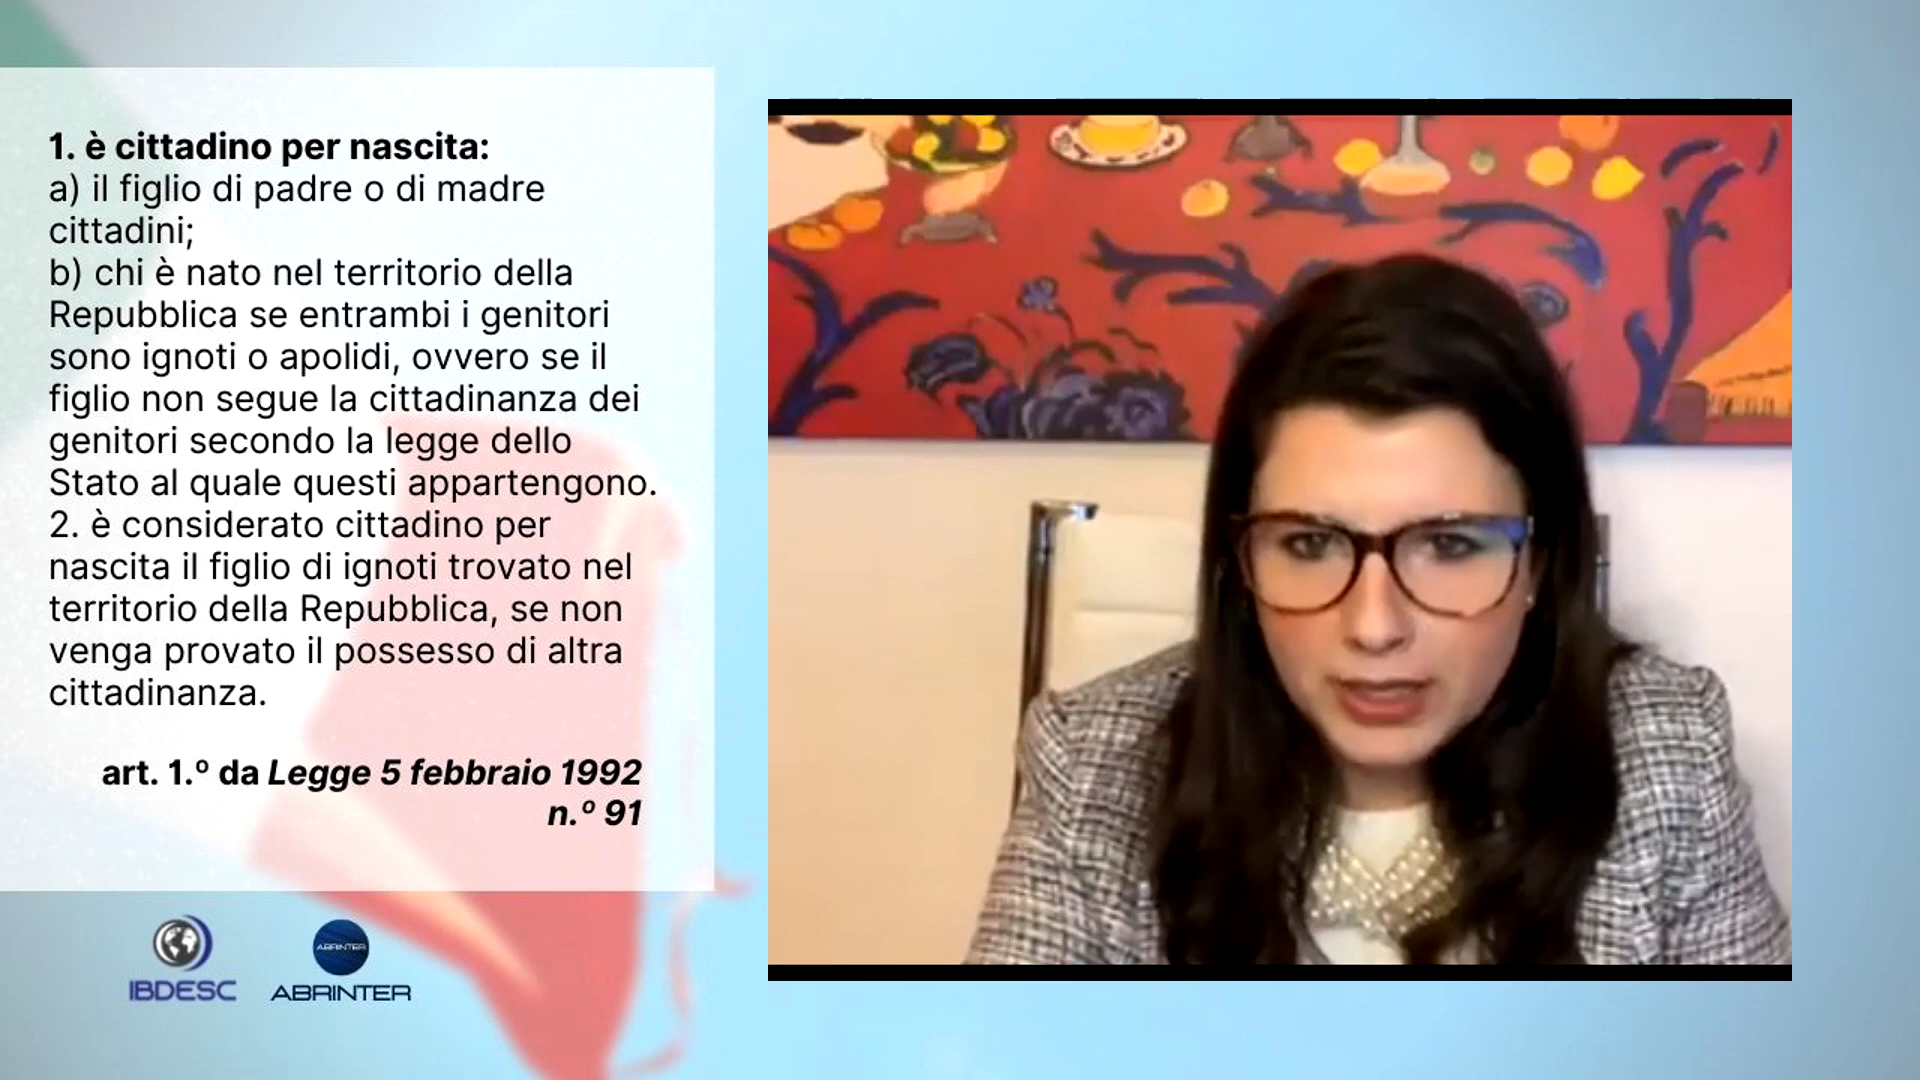 1. è cittadino per nascita:
a) il figlio di padre o di madre
cittadini;
b) chi è nato nel territorio della
Repubblica se entrambi i genitori
sono ignoti o apolidi, ovvero se il
figlio non segue la cittadinanza dei
genitori secondo la legge dello
Stato al quale questi appartengono.
2. è considerato cittadino per
nascita il figlio di ignoti trovato nel
territorio della Repubblica, se non
venga provato il possesso di altra
cittadinanza.
art. 1.º da Legge 5 febbraio 1992
n.º 91
IBDESC
ABRINTER
ABRINTER